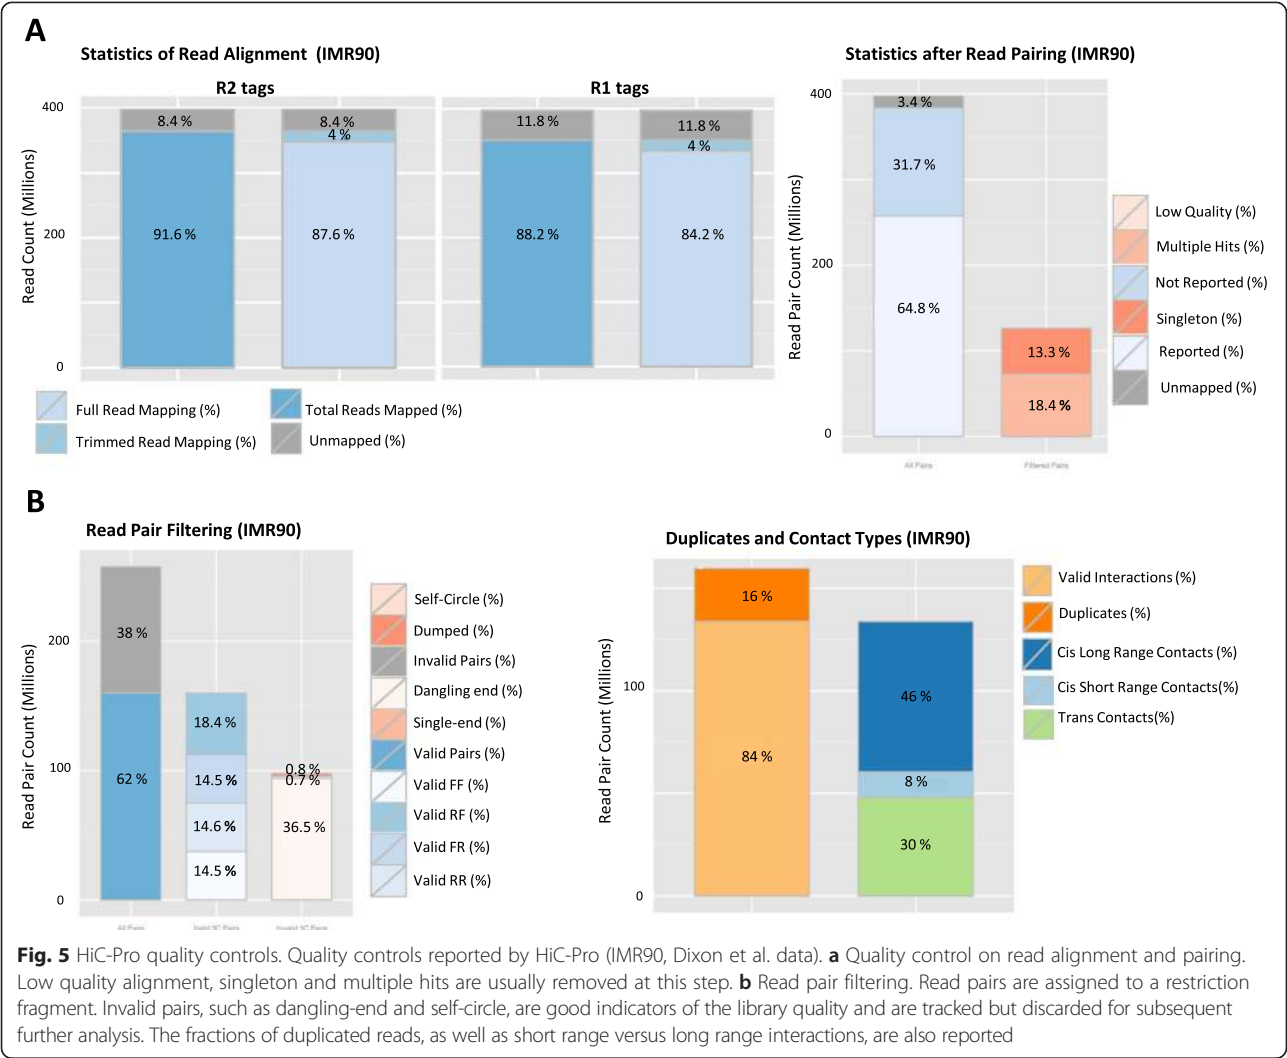 A
Statistics of Read Alignment (IMR90)
Statistics after Read Pairing (IMR90)
R2 tags
R1 tags
Read Count (Millions)
400
200
0
8.4 %
91.6 %
8.4 %
4 %
87.6 %
11.8 %
88.2 %
11.8 %
4 %
84.2 %
Full Read Mapping (%)
Total Reads Mapped (%)
Trimmed Read Mapping (%)
Unmapped (%)
Read Pair Count (Millions)
400
200
0
3.4 %
31.7 %
64.8 %
13.3 %
18.4 %
All Pairs
Filtered Pairs
Low Quality (%)
Multiple Hits (%)
Not Reported (%)
Singleton (%)
Reported (%)
Unmapped (%)
B
Read Pair Filtering (IMR90)
Read Pair Count (Millions)
200
100
0
38 %
62 %
18.4 %
14.5 %
14.6 %
14.5 %
0.8 %
0.7 %
36.5 %
All Pairs
Valid 3C Pairs
Invalid 3C Pairs
Self-Circle (%)
Dumped (%)
Invalid Pairs (%)
Dangling end (%)
Single-end (%)
Valid Pairs (%)
Valid FF (%)
Valid RF (%)
Valid FR (%)
Valid RR (%)
Duplicates and Contact Types (IMR90)
Read Pair Count (Millions)
100
0
16 %
84 %
46 %
8 %
30 %
Valid Interactions (%)
Duplicates (%)
Cis Long Range Contacts (%)
Cis Short Range Contacts(%)
Trans Contacts(%)
Fig. 5 HiC-Pro quality controls. Quality controls reported by HiC-Pro (IMR90, Dixon et al. data). a Quality control on read alignment and pairing.
Low quality alignment, singleton and multiple hits are usually removed at this step. b Read pair filtering. Read pairs are assigned to a restriction
fragment. Invalid pairs, such as dangling-end and self-circle, are good indicators of the library quality and are tracked but discarded for subsequent
further analysis. The fractions of duplicated reads, as well as short range versus long range interactions, are also reported